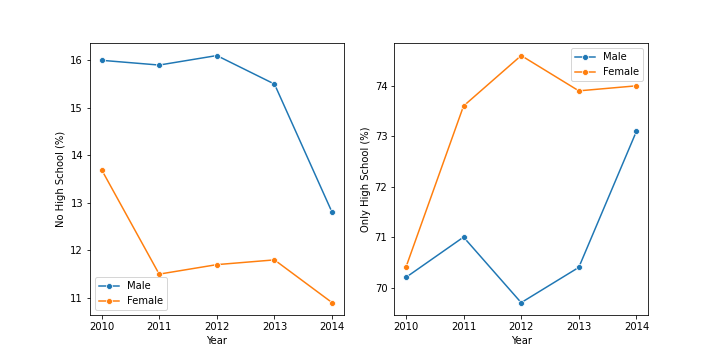 No High School (%)
16
15
14
13
12
11
Male
Female
2010 2011 2012 2013 2014
Year
Only High School (%)
74
73
72
71
70
Male
Female
2010 2011 2012 2013 2014
Year